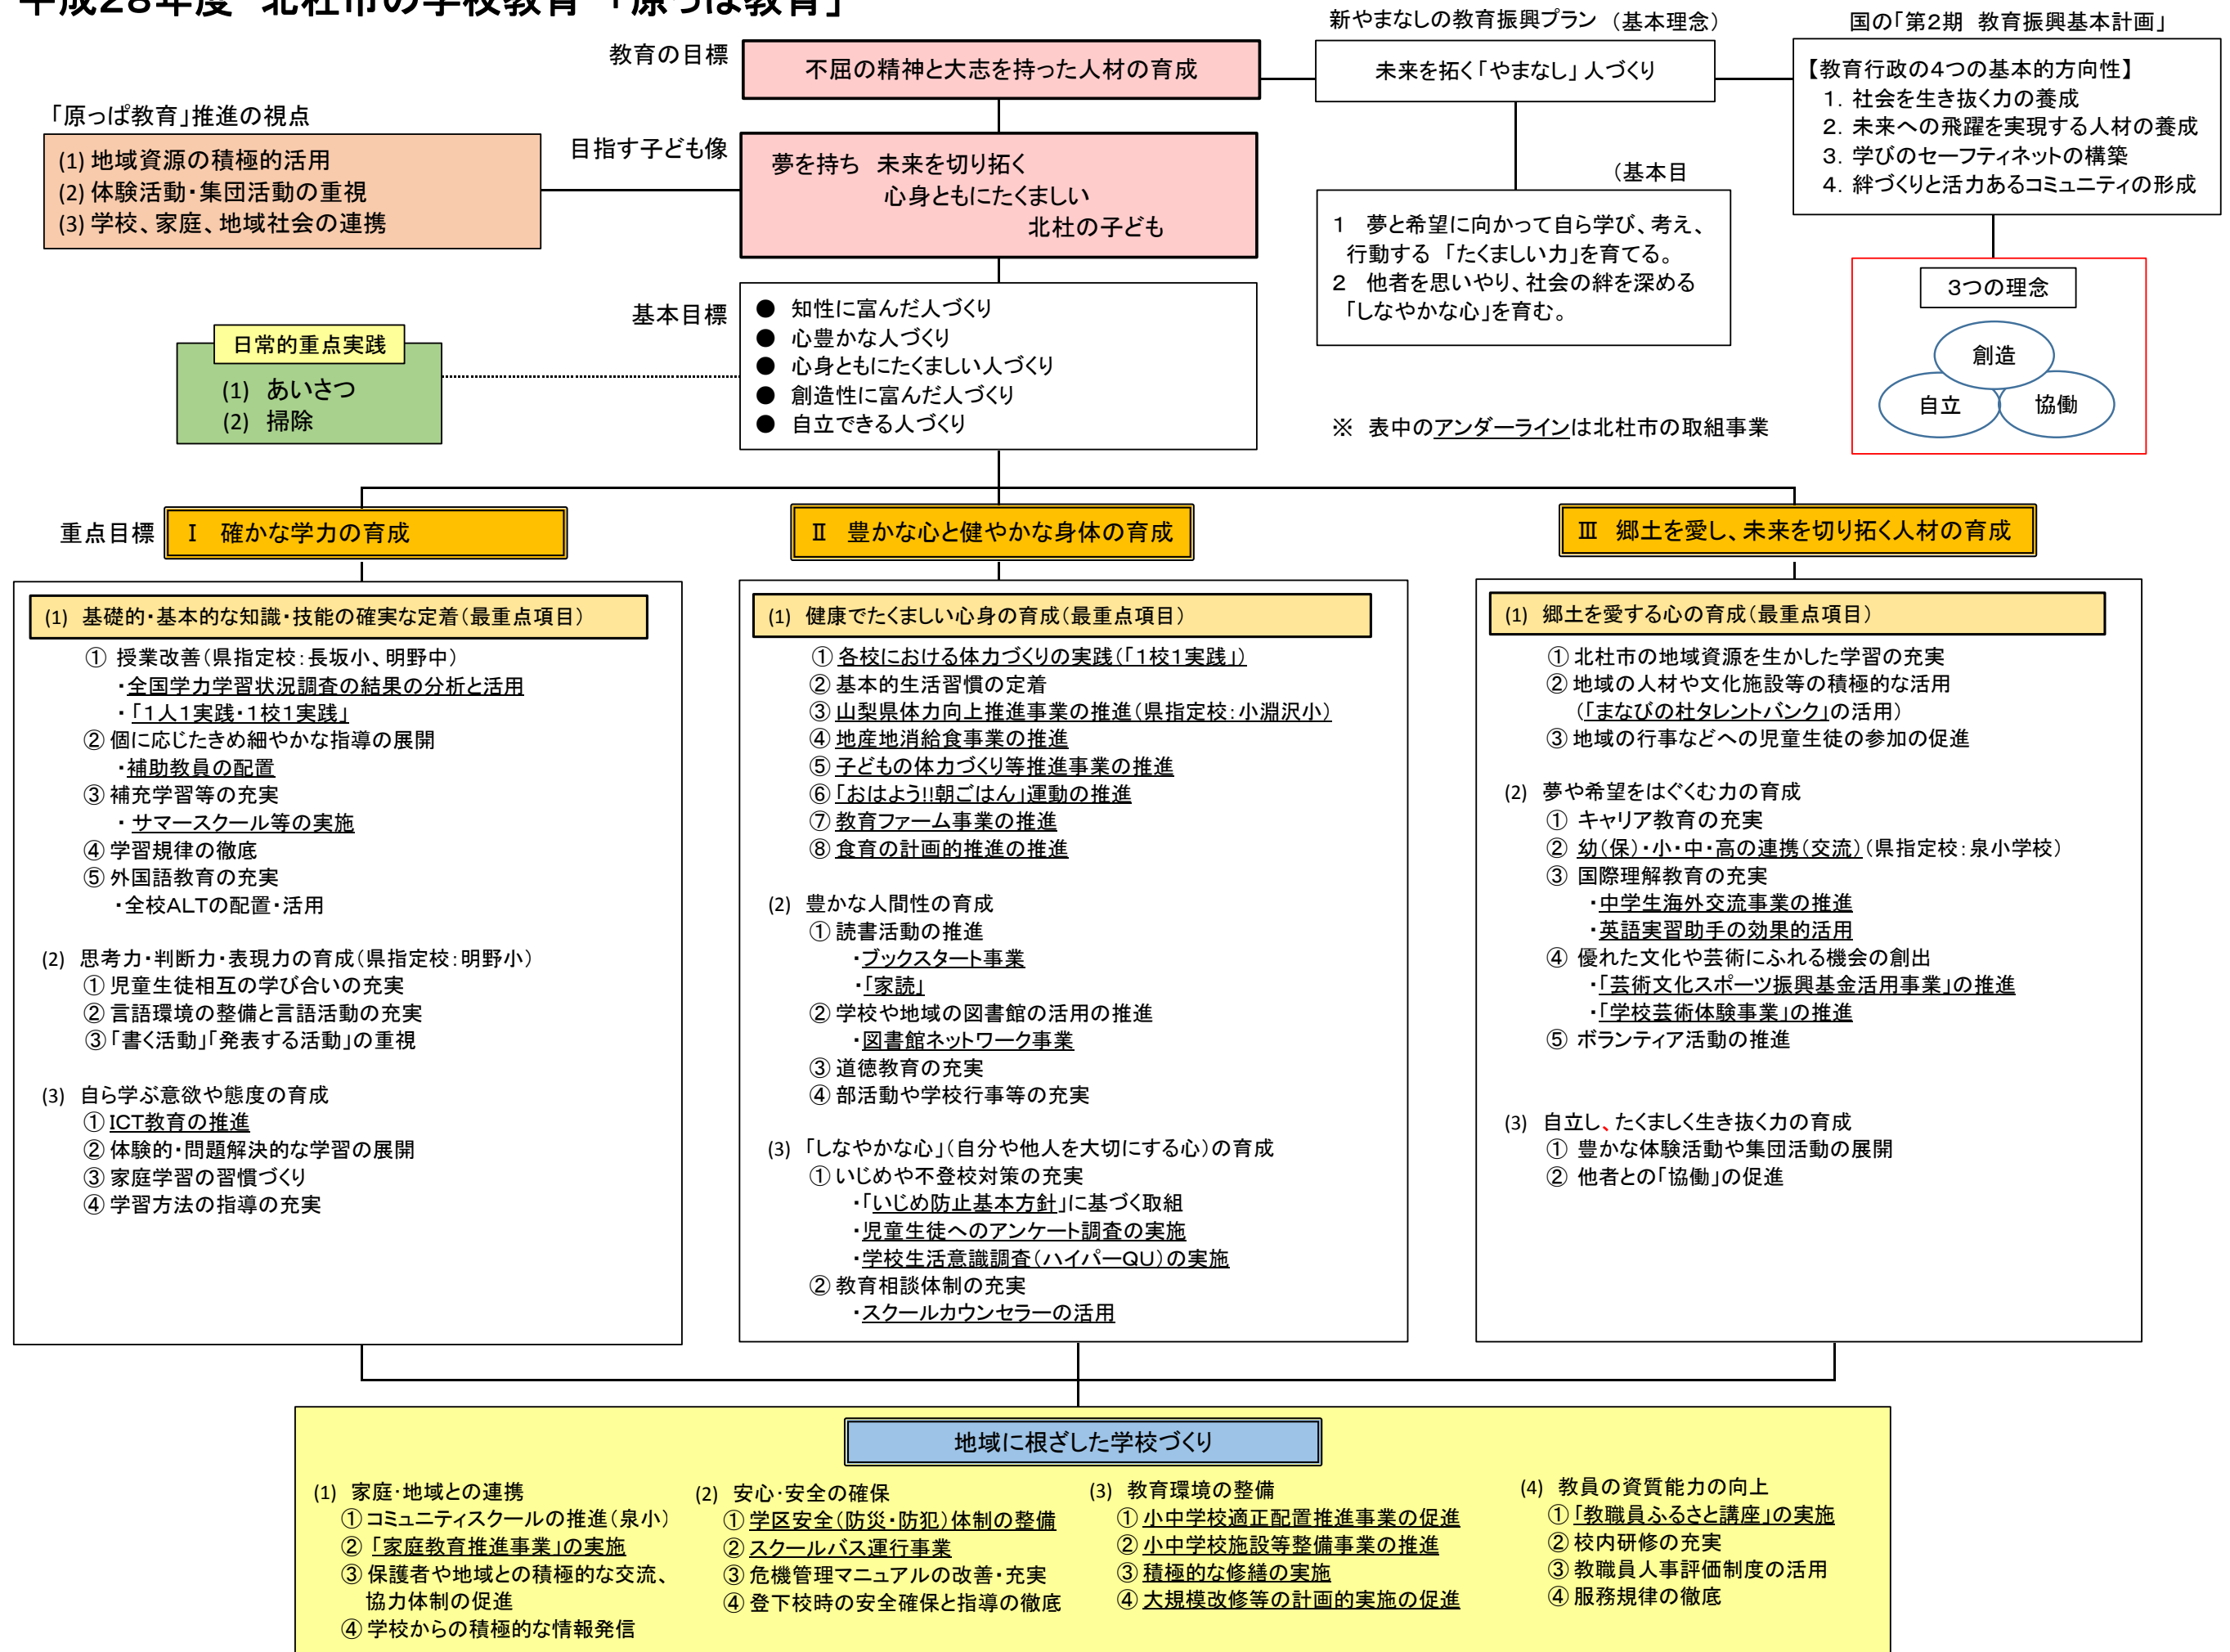 平成28年度　北杜市の学校教育　「原っぱ教育」
教育の目標
不屈の精神と大志を持った人材の育成
新やまなしの教育振興プラン　（基本理念）
未来を拓く「やまなし」人づくり
国の「第2期　教育振興基本計画」
【教育行政の4つの基本的方向性】
1．社会を生き抜く力の養成
2．未来への飛躍を実現する人材の養成
3．学びのセーフティネットの構築
4．絆づくりと活力あるコミュニティの形成
「原っぱ教育」推進の視点
(1) 地域資源の積極的活用
(2) 体験活動・集団活動の重視
(3) 学校、家庭、地域社会の連携
目指す子ども像
夢を持ち　未来を切り拓く
心身ともにたくましい
北杜の子ども
（基本目
1　夢と希望に向かって自ら学び、考え、
行動する　「たくましい力」を育てる。
2　他者を思いやり、社会の絆を深める
「しなやかな心」を育む。
3つの理念
創造
自立
協働
基本目標
●　知性に富んだ人づくり
●　心豊かな人づくり
●　心身ともにたくましい人づくり
●　創造性に富んだ人づくり
●　自立できる人づくり
日常的重点実践
(1)　あいさつ
(2)　掃除
※　表中のアンダーラインは北杜市の取組事業
重点目標
Ⅰ　確かな学力の育成
(1)　基礎的・基本的な知識・技能の確実な定着（最重点項目）
① 授業改善（県指定校：長坂小、明野中）
・全国学力学習状況調査の結果の分析と活用
・「1人1実践・1校1実践」
② 個に応じたきめ細やかな指導の展開
・補助教員の配置
③ 補充学習等の充実
・ サマースクール等の実施
④ 学習規律の徹底
⑤ 外国語教育の充実
・全校ALTの配置・活用
(2)　思考力・判断力・表現力の育成（県指定校：明野小）
① 児童生徒相互の学び合いの充実
② 言語環境の整備と言語活動の充実
③ 「書く活動」「発表する活動」の重視
(3)　自ら学ぶ意欲や態度の育成
① ICT教育の推進
② 体験的・問題解決的な学習の展開
③ 家庭学習の習慣づくり
④ 学習方法の指導の充実
Ⅱ　豊かな心と健やかな身体の育成
(1)　健康でたくましい心身の育成（最重点項目）
① 各校における体力づくりの実践（「1校1実践」）
② 基本的生活習慣の定着
③ 山梨県体力向上推進事業の推進（県指定校：小淵沢小）
④ 地産地消給食事業の推進
⑤ 子どもの体力づくり等推進事業の推進
⑥ 「おはよう!!朝ごはん」運動の推進
⑦ 教育ファーム事業の推進
⑧ 食育の計画的推進の推進
(2)　豊かな人間性の育成
① 読書活動の推進
・ブックスタート事業
・「家読」
② 学校や地域の図書館の活用の推進
・図書館ネットワーク事業
③ 道徳教育の充実
④ 部活動や学校行事等の充実
(3)　「しなやかな心」（自分や他人を大切にする心）の育成
① いじめや不登校対策の充実
・「いじめ防止基本方針」に基づく取組
・児童生徒へのアンケート調査の実施
・学校生活意識調査（ハイパーQU）の実施
② 教育相談体制の充実
・スクールカウンセラーの活用
Ⅲ　郷土を愛し、未来を切り拓く人材の育成
(1)　郷土を愛する心の育成（最重点項目）
① 北杜市の地域資源を生かした学習の充実
② 地域の人材や文化施設等の積極的な活用
（「まなびの杜タレントバンク」の活用）
③ 地域の行事などへの児童生徒の参加の促進
(2)　夢や希望をはぐくむ力の育成
① キャリア教育の充実
② 幼（保）・小・中・高の連携（交流）（県指定校：泉小学校）
③ 国際理解教育の充実
・中学生海外交流事業の推進
・英語実習助手の効果的活用
④ 優れた文化や芸術にふれる機会の創出
・「芸術文化スポーツ振興基金活用事業」の推進
・「学校芸術体験事業」の推進
⑤ ボランティア活動の推進
(3)　自立し、たくましく生き抜く力の育成
① 豊かな体験活動や集団活動の展開
② 他者との「協働」の促進
地域に根ざした学校づくり
(1)　家庭・地域との連携
① コミュニティスクールの推進（泉小）
② 「家庭教育推進事業」の実施
③ 保護者や地域との積極的な交流、
協力体制の促進
④ 学校からの積極的な情報発信
(2)　安心・安全の確保
① 学区安全（防災・防犯）体制の整備
② スクールバス運行事業
③ 危機管理マニュアルの改善・充実
④ 登下校時の安全確保と指導の徹底
(3)　教育環境の整備
① 小中学校適正配置推進事業の促進
② 小中学校施設等整備事業の推進
③ 積極的な修繕の実施
④ 大規模改修等の計画的実施の促進
(4)　教員の資質能力の向上
① 「教職員ふるさと講座」の実施
② 校内研修の充実
③ 教職員人事評価制度の活用
④ 服務規律の徹底